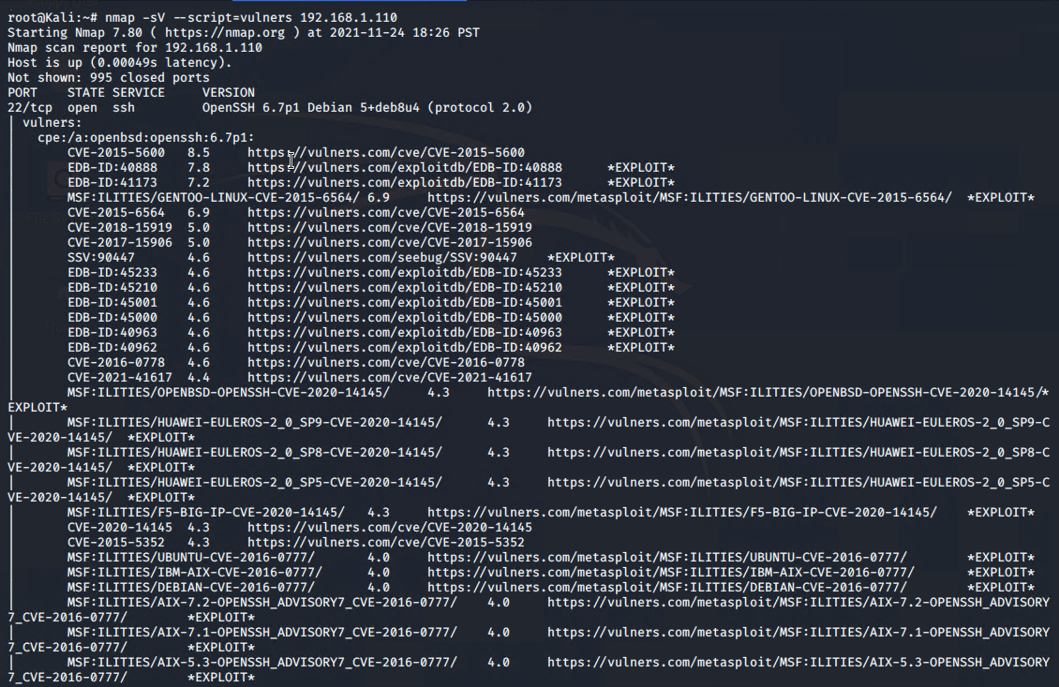 root@Kali:~# nmap -sV --script=vulners 192.168.1.110
Starting Nmap 7.80 ( https://nmap.org ) at 2021-11-24 18:26 PST
Nmap scan report for 192.168.1.110
Host is up (0.00049s latency).
Not shown: 995 closed ports
PORT    STATE SERVICE     VERSION
22/tcp  open  ssh         OpenSSH 6.7p1 Debian 5+deb8u4 (protocol 2.0)
| vulners:
|   cpe:/a:openbsd:openssh:6.7p1:
|       CVE-2015-5600   8.5     https://vulners.com/cve/CVE-2015-5600
|       EDB-ID:40888    7.8     https://vulners.com/exploitdb/EDB-ID:40888      *EXPLOIT*
|       EDB-ID:41173    7.2     https://vulners.com/exploitdb/EDB-ID:41173      *EXPLOIT*
|       MSF:ILITIES/GENTOO-LINUX-CVE-2015-6564/ 6.9     https://vulners.com/metasploit/MSF:ILITIES/GENTOO-LINUX-CVE-2015-6564/  *EXPLOIT*
|       CVE-2015-6564   6.9     https://vulners.com/cve/CVE-2015-6564
|       CVE-2018-15919  5.0     https://vulners.com/cve/CVE-2018-15919
|       CVE-2017-15906  5.0     https://vulners.com/cve/CVE-2017-15906
|       SSV:90447       4.6     https://vulners.com/seebug/SSV:90447    *EXPLOIT*
|       EDB-ID:45233    4.6     https://vulners.com/exploitdb/EDB-ID:45233      *EXPLOIT*
|       EDB-ID:45210    4.6     https://vulners.com/exploitdb/EDB-ID:45210      *EXPLOIT*
|       EDB-ID:45001    4.6     https://vulners.com/exploitdb/EDB-ID:45001      *EXPLOIT*
|       EDB-ID:45000    4.6     https://vulners.com/exploitdb/EDB-ID:45000      *EXPLOIT*
|       EDB-ID:40963    4.6     https://vulners.com/exploitdb/EDB-ID:40963      *EXPLOIT*
|       EDB-ID:40962    4.6     https://vulners.com/exploitdb/EDB-ID:40962      *EXPLOIT*
|       CVE-2016-0778   4.6     https://vulners.com/cve/CVE-2016-0778
|       CVE-2021-41617  4.4     https://vulners.com/cve/CVE-2021-41617
|       MSF:ILITIES/OPENBSD-OPENSSH-CVE-2020-14145/     4.3     https://vulners.com/metasploit/MSF:ILITIES/OPENBSD-OPENSSH-CVE-2020-14145/*
EXPLOIT*
|       MSF:ILITIES/HUAWEI-EULEROS-2_0_SP9-CVE-2020-14145/      4.3     https://vulners.com/metasploit/MSF:ILITIES/HUAWEI-EULEROS-2_0_SP9-C
VE-2020-14145/  *EXPLOIT*
|       MSF:ILITIES/HUAWEI-EULEROS-2_0_SP8-CVE-2020-14145/      4.3     https://vulners.com/metasploit/MSF:ILITIES/HUAWEI-EULEROS-2_0_SP8-C
VE-2020-14145/  *EXPLOIT*
|       MSF:ILITIES/HUAWEI-EULEROS-2_0_SP5-CVE-2020-14145/      4.3     https://vulners.com/metasploit/MSF:ILITIES/HUAWEI-EULEROS-2_0_SP5-C
VE-2020-14145/  *EXPLOIT*
|       MSF:ILITIES/F5-BIG-IP-CVE-2020-14145/   4.3     https://vulners.com/metasploit/MSF:ILITIES/F5-BIG-IP-CVE-2020-14145/    *EXPLOIT*
|       CVE-2020-14145  4.3     https://vulners.com/cve/CVE-2020-14145
|       CVE-2015-5352   4.3     https://vulners.com/cve/CVE-2015-5352
|       MSF:ILITIES/UBUNTU-CVE-2016-0777/       4.0     https://vulners.com/metasploit/MSF:ILITIES/UBUNTU-CVE-2016-0777/        *EXPLOIT*
|       MSF:ILITIES/IBM-AIX-CVE-2016-0777/      4.0     https://vulners.com/metasploit/MSF:ILITIES/IBM-AIX-CVE-2016-0777/       *EXPLOIT*
|       MSF:ILITIES/DEBIAN-CVE-2016-0777/       4.0     https://vulners.com/metasploit/MSF:ILITIES/DEBIAN-CVE-2016-0777/        *EXPLOIT*
|       MSF:ILITIES/AIX-7.2-OPENSSH_ADVISORY7_CVE-2016-0777/    4.0     https://vulners.com/metasploit/MSF:ILITIES/AIX-7.2-OPENSSH_ADVISORY
7_CVE-2016-0777/        *EXPLOIT*
|       MSF:ILITIES/AIX-7.1-OPENSSH_ADVISORY7_CVE-2016-0777/    4.0     https://vulners.com/metasploit/MSF:ILITIES/AIX-7.1-OPENSSH_ADVISORY
7_CVE-2016-0777/        *EXPLOIT*
|       MSF:ILITIES/AIX-5.3-OPENSSH_ADVISORY7_CVE-2016-0777/    4.0     https://vulners.com/metasploit/MSF:ILITIES/AIX-5.3-OPENSSH_ADVISORY
7_CVE-2016-0777/        *EXPLOIT*